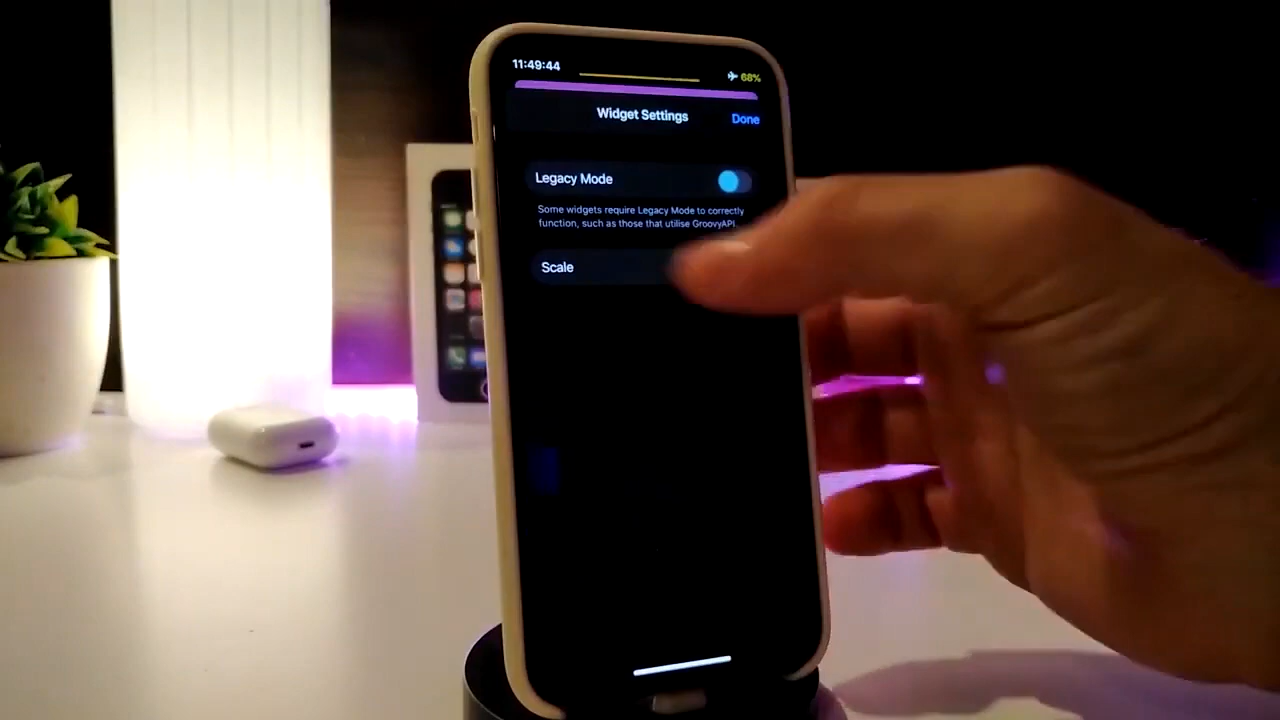 11:49:44
68%
Widget Settings
Done
Legacy Mode
Some widgets require Legacy Mode to correctly
function, such as those that utilise GroovyAPI.
Scale